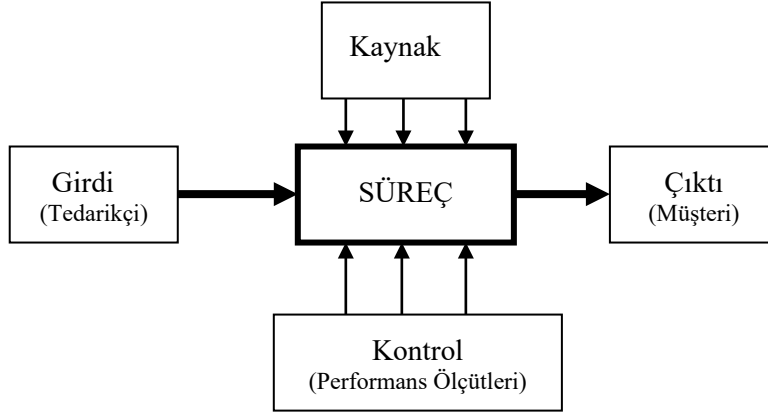 Kaynak
Girdi
(Tedarikçi)
SÜREÇ
Çıktı
(Müşteri)
Kontrol
(Performans Ölçütleri)